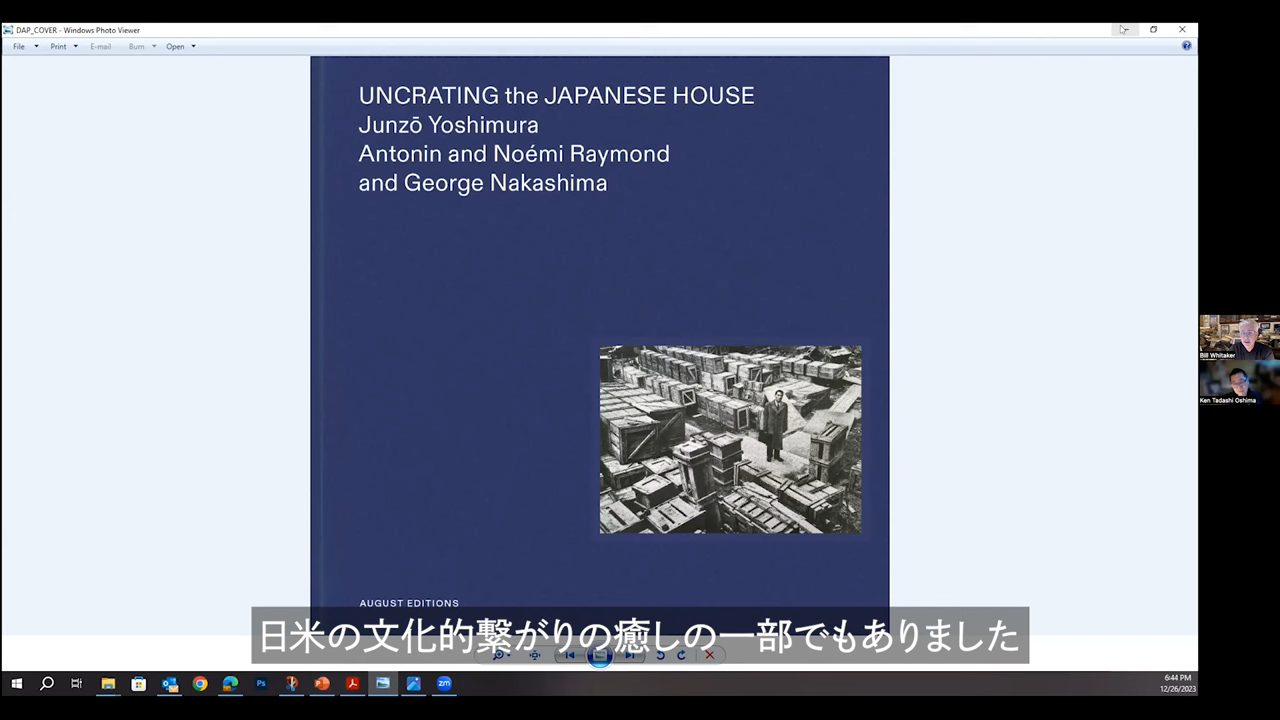 DAP_COVER - Windows Photo Viewer
File Print E-mail Burn Open
UNCRATING the JAPANESE HOUSE
Junzō Yoshimura
Antonin and Noémi Raymond
and George Nakashima
Bill Whitaker
Ken Tadashi Oshima
AUGUST EDITIONS
日米の文化的繋がりの癒しの一部でもありました
Ps
zm
6:44 PM
12/26/2023